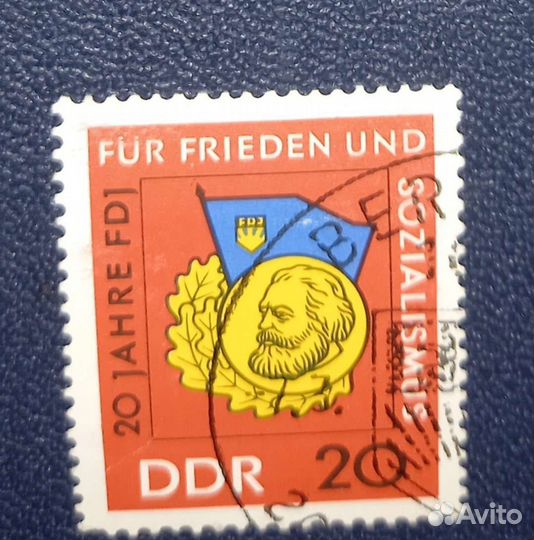 FÜR FRIEDEN UND
SOZIALISMUS
20 JAHRE FDJ
FDJ
DDR 20
Avito